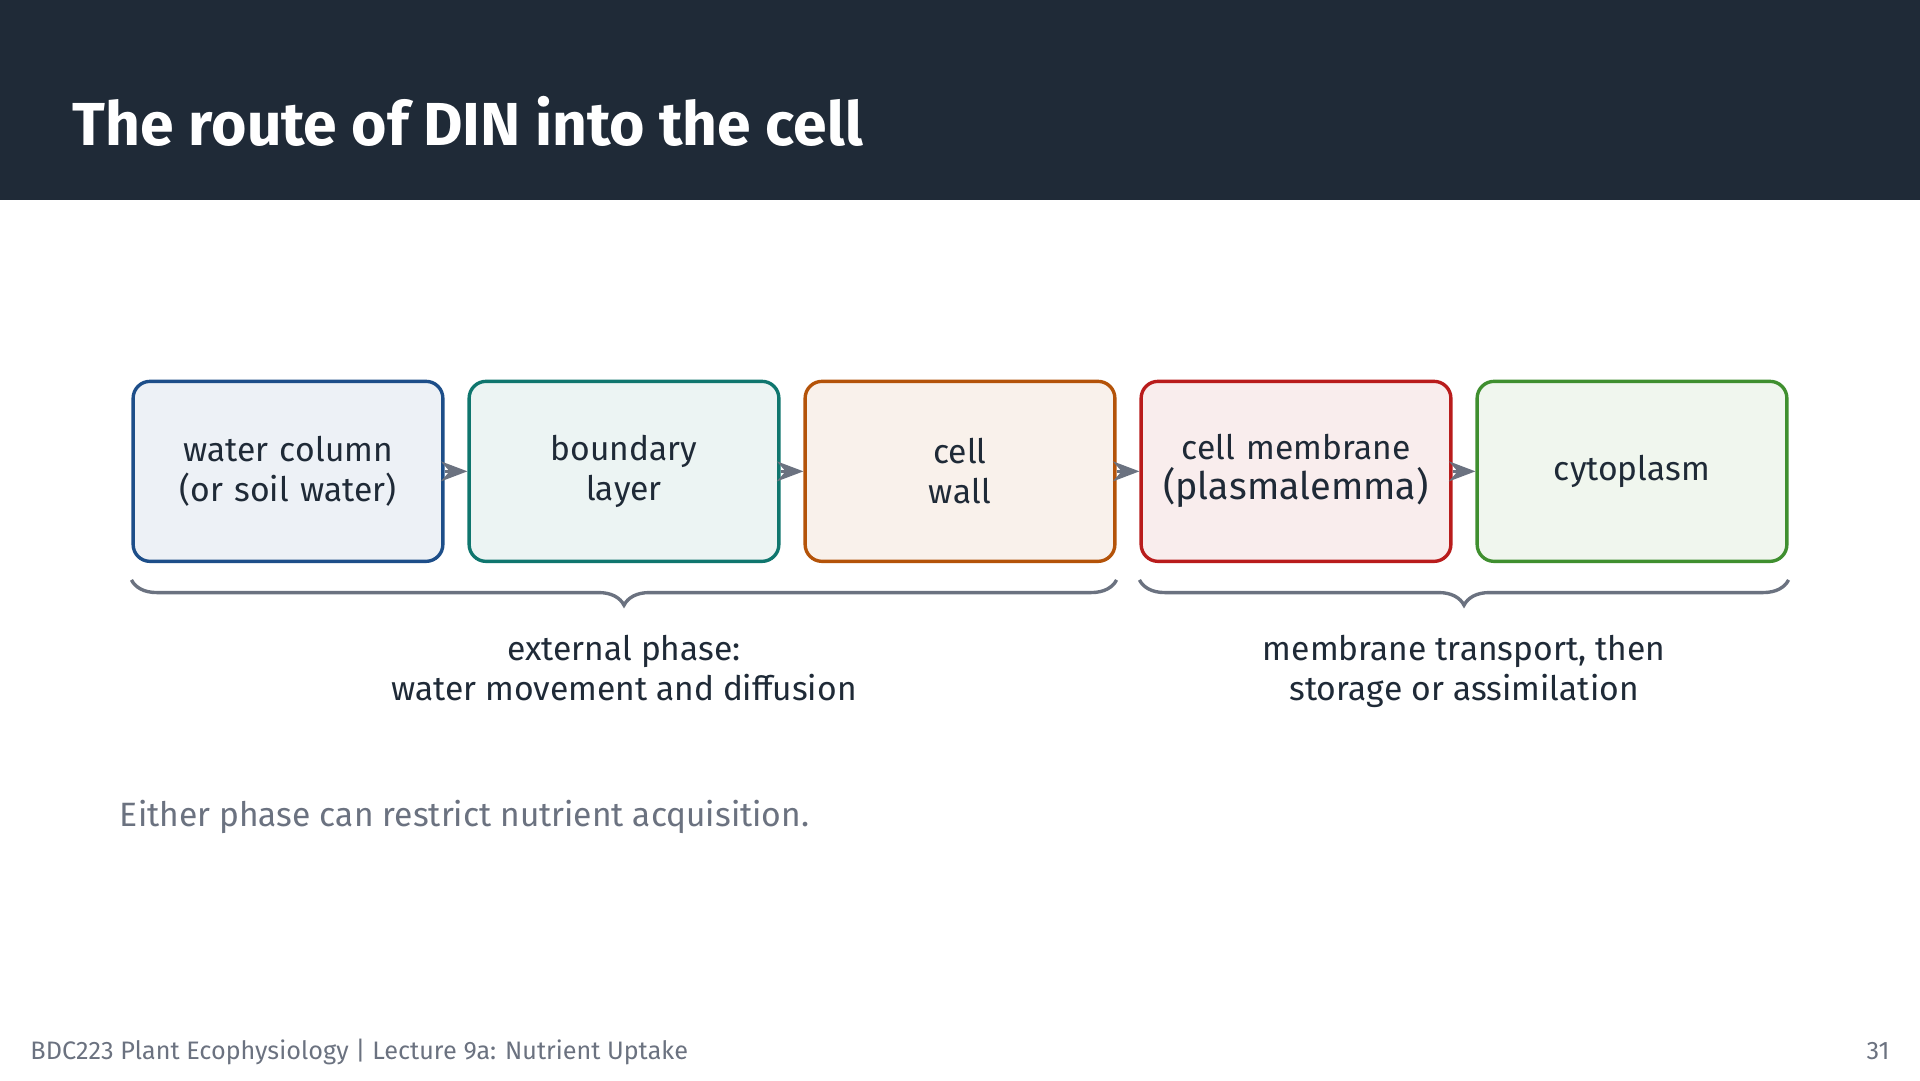 The route of DIN into the cell
water column
(or soil water)
boundary
layer
cell
wall
cell membrane
(plasmalemma)
cytoplasm
external phase:
water movement and diffusion
membrane transport, then
storage or assimilation
Either phase can restrict nutrient acquisition.
BDC223 Plant Ecophysiology | Lecture 9a: Nutrient Uptake
31